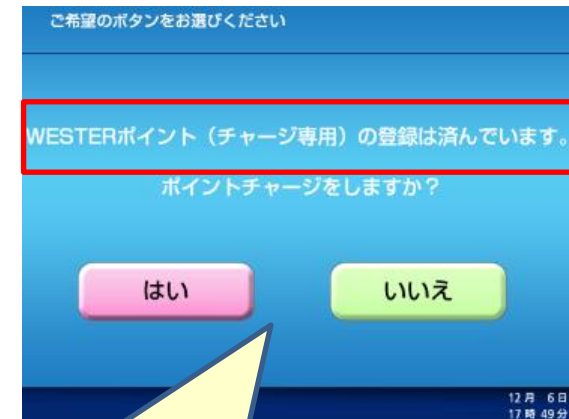 ご希望のボタンをお選びください
WESTERポイント（チャージ専用）の登録は済んでいます。
ポイントチャージをしますか？
はい
いいえ
12月 6日
17時 49分